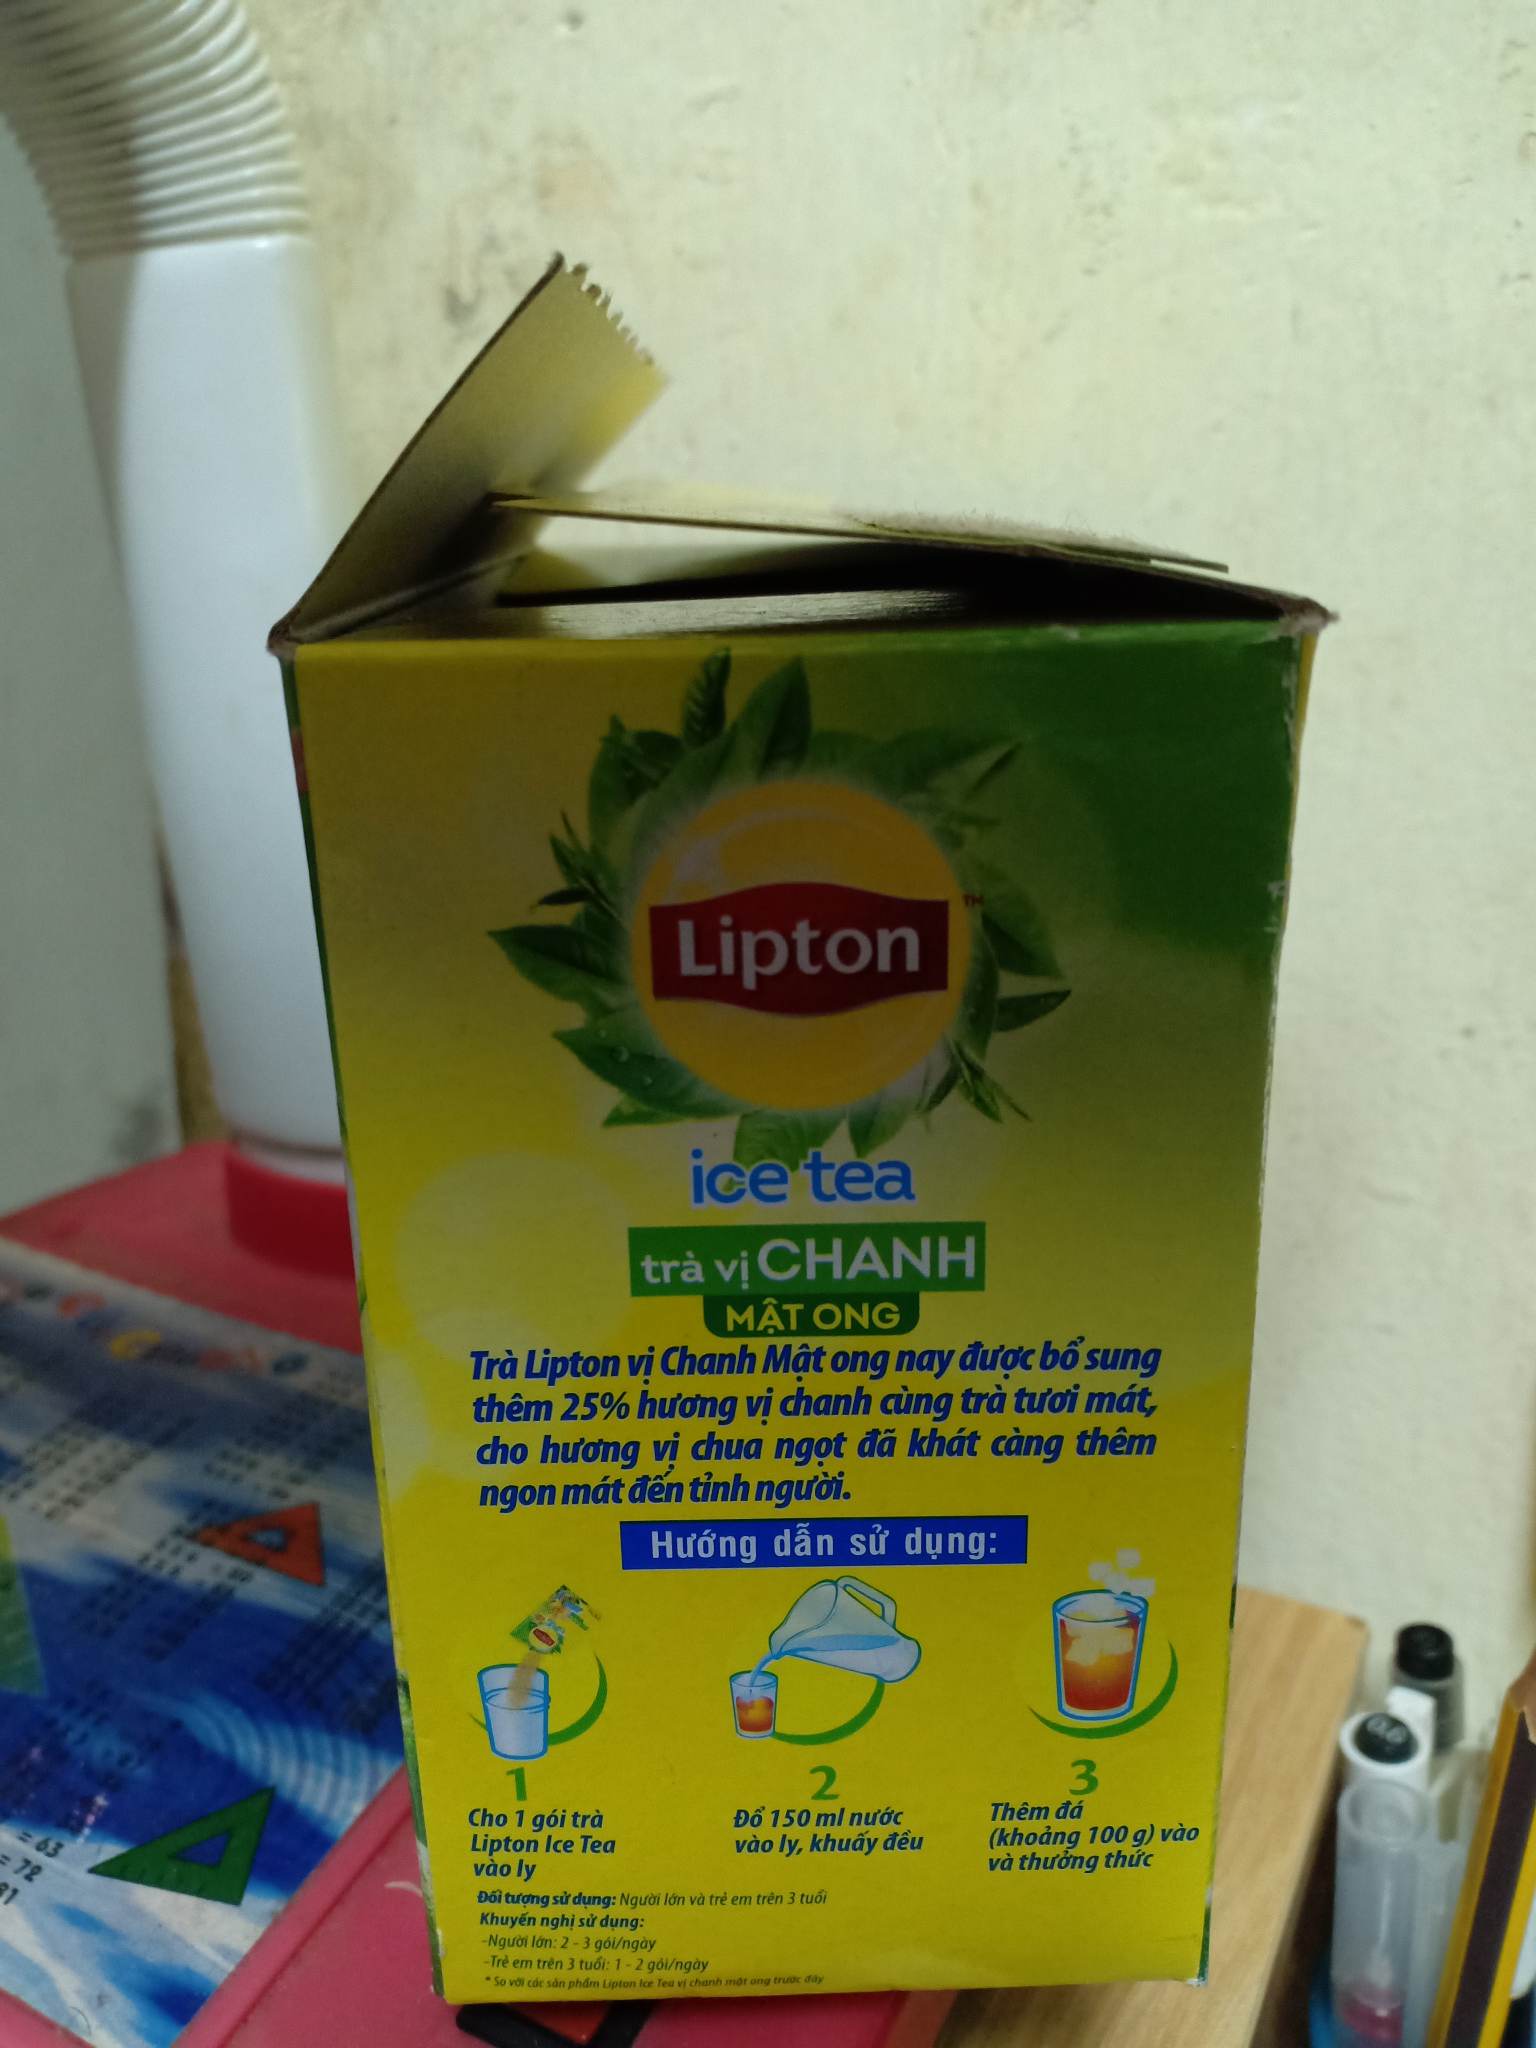 Lipton
TM
ice tea
trà vị CHANH
MẬT ONG
Trà Lipton vị Chanh Mật ong nay được bổ sung
thêm 25% hương vị chanh cùng trà tươi mát,
cho hương vị chua ngọt đã khát càng thêm
ngon mát đến tỉnh người.
Hướng dẫn sử dụng:
1
Cho 1 gói trà
Lipton Ice Tea
vào ly
2
Đổ 150 ml nước
vào ly, khuấy đều
3
Thêm đá
(khoảng 100 g) vào
và thưởng thức
Đối tượng sử dụng: Người lớn và trẻ em trên 3 tuổi
Khuyến nghị sử dụng:
-Người lớn: 2 - 3 gói/ngày
-Trẻ em trên 3 tuổi: 1 - 2 gói/ngày
* So với các sản phẩm Lipton Ice Tea vị chanh mật ong trước đây
= 63
= 72
81